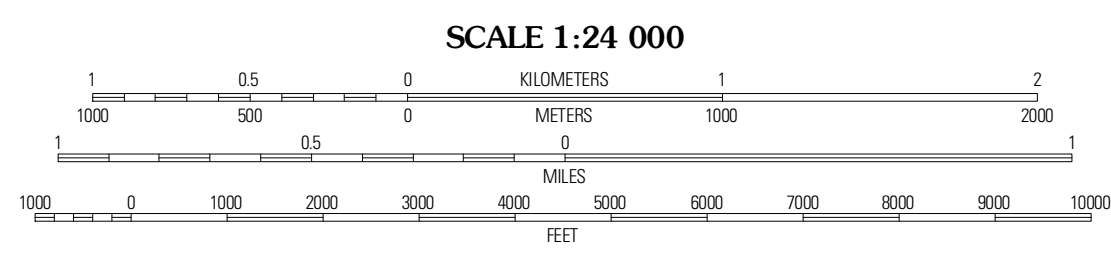 SCALE 1:24 000
1 0.5 0 KILOMETERS 1 2
1000 500 0 METERS 1000 2000
1 0.5 0 1
MILES
1000 0 1000 2000 3000 4000 5000 6000 7000 8000 9000 10000
FEET